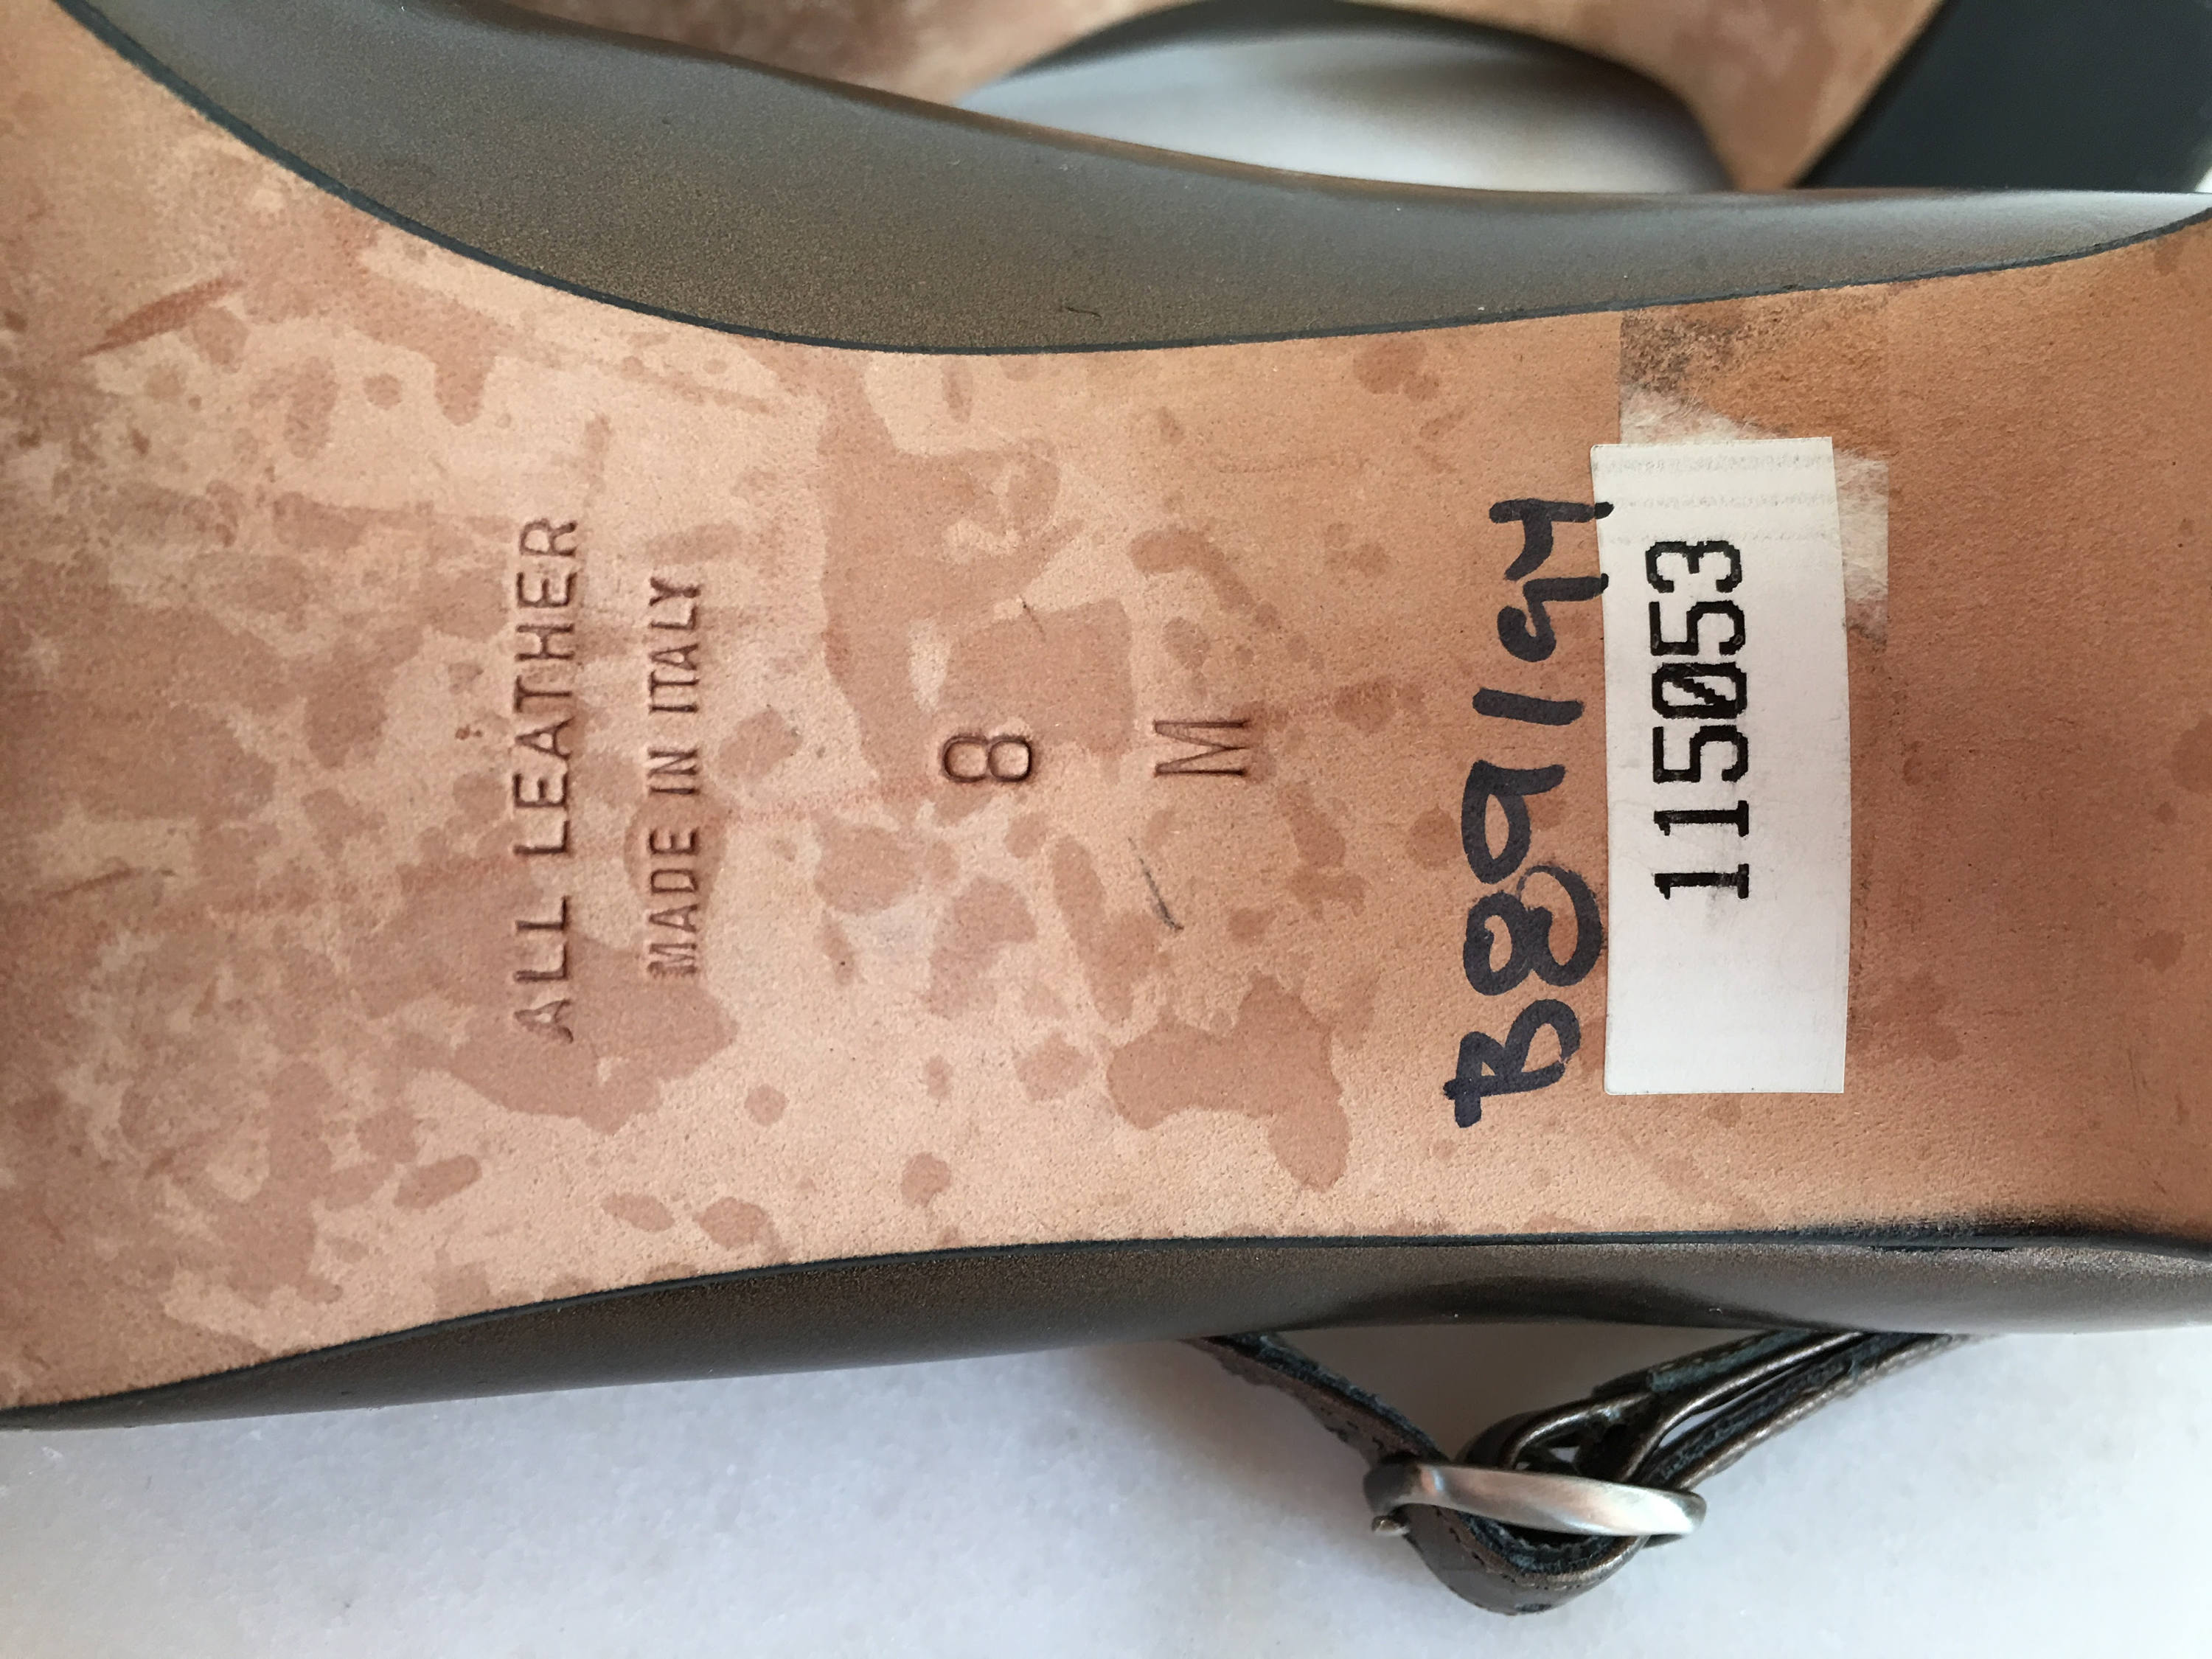 ALL LEATHER
MADE IN ITALY
8
M
B89194
115053